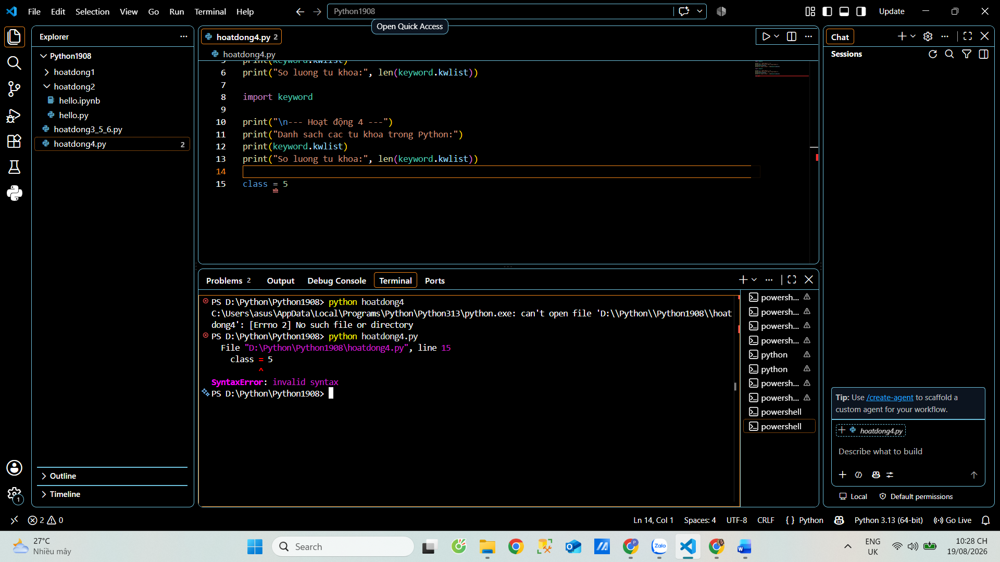 File Edit Selection View Go Run Terminal Help
Python1908
Update
Open Quick Access
Explorer
Python1908
hoatdong1
hoatdong2
hello.ipynb
hello.py
hoatdong3_5_6.py
hoatdong4.py 2
Outline
Timeline
hoatdong4.py 2
hoatdong4.py
5 print(keyword.kwlist)
6 print("So luong tu khoa:", len(keyword.kwlist))
7
8 import keyword
9
10 print("\n--- Hoạt động 4 ---")
11 print("Danh sach cac tu khoa trong Python:")
12 print(keyword.kwlist)
13 print("So luong tu khoa:", len(keyword.kwlist))
14
15 class = 5
Problems 2 Output Debug Console Terminal Ports
PS D:\Python\Python1908> python hoatdong4
C:\Users\asus\AppData\Local\Programs\Python\Python313\python.exe: can't open file 'D:\\Python\\Python1908\\hoat
dong4': [Errno 2] No such file or directory
PS D:\Python\Python1908> python hoatdong4.py
File "D:\Python\Python1908\hoatdong4.py", line 15
class = 5
^
SyntaxError: invalid syntax
PS D:\Python\Python1908>
powersh...
powersh...
powersh...
powersh...
python
python
powersh...
powersh...
powershell
powershell
Chat
Sessions
Tip: Use /create-agent to scaffold a
custom agent for your workflow.
hoatdong4.py
Describe what to build
Local Default permissions
2 0
Ln 14, Col 1 Spaces: 4 UTF-8 CRLF { } Python Python 3.13 (64-bit) Go Live
1
27°C
Nhiều mây
Search
Zalo
ENG
UK
10:28 CH
19/08/2026